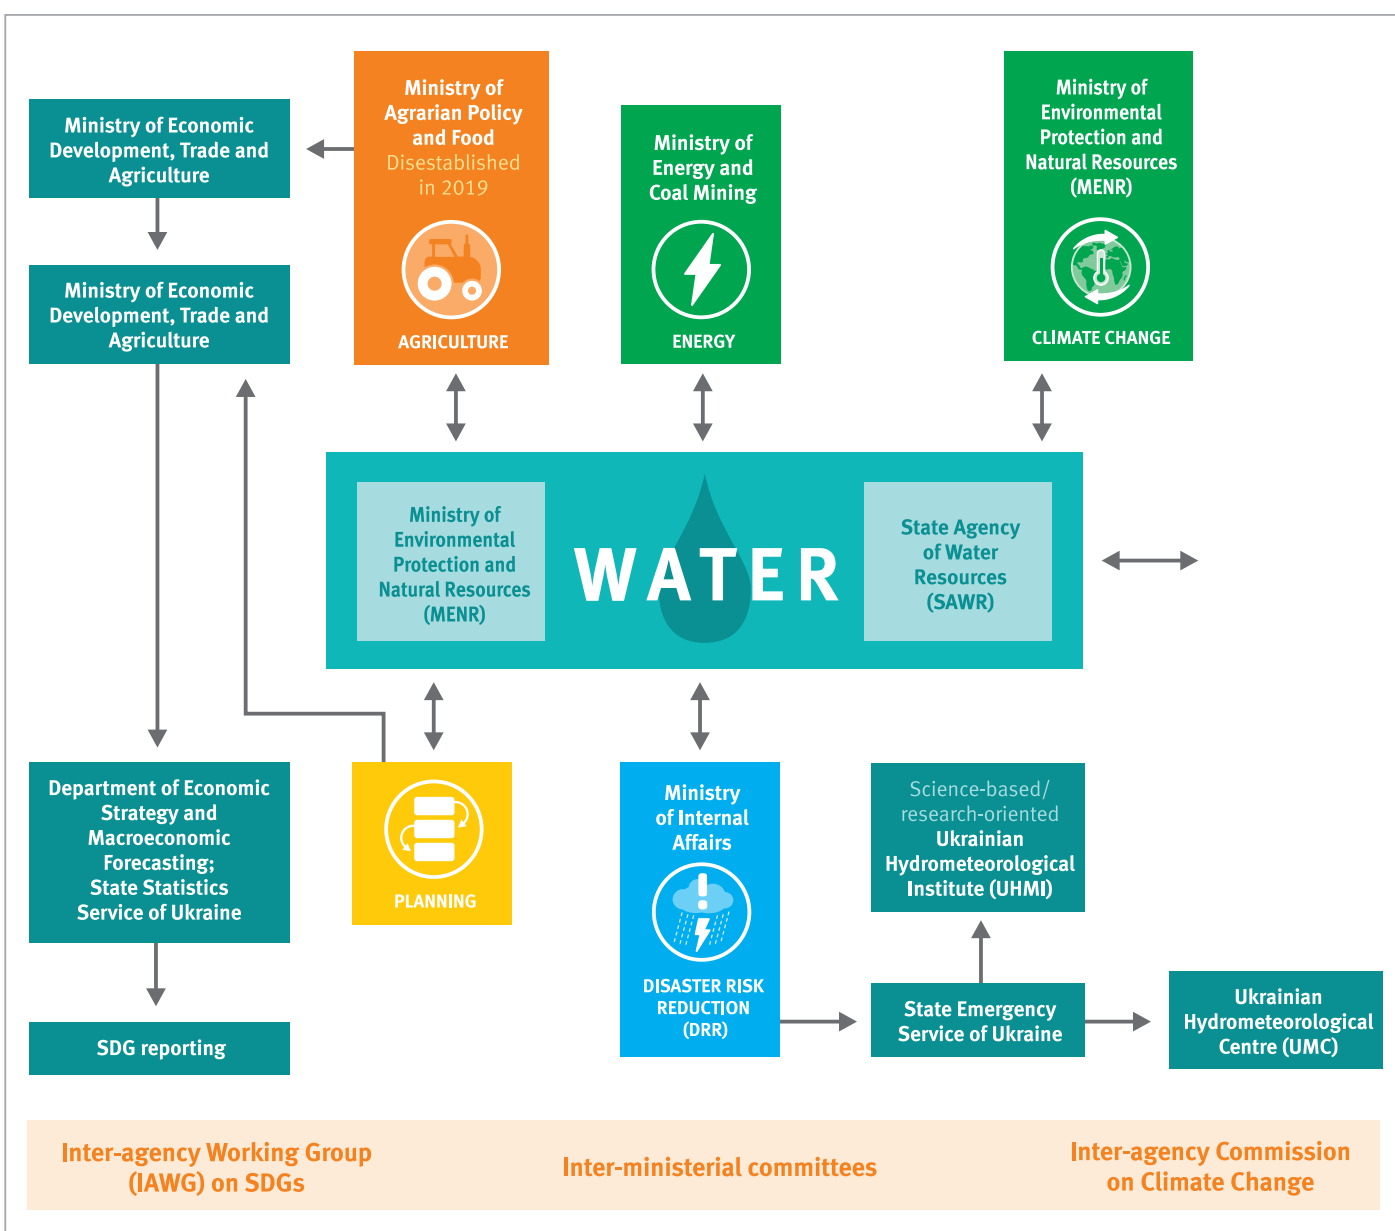 Ministry of Economic
Development, Trade and
Agriculture
Ministry of Economic
Development, Trade and
Agriculture
Ministry of
Agrarian Policy
and Food
Disestablished
in 2019
AGRICULTURE
Ministry of
Energy and
Coal Mining
ENERGY
Ministry of
Environmental
Protection and
Natural Resources
(MENR)
CLIMATE CHANGE
Ministry of
Environmental
Protection and
Natural Resources
(MENR)
WATER
State Agency
of Water
Resources
(SAWR)
Department of Economic
Strategy and
Macroeconomic
Forecasting;
State Statistics
Service of Ukraine
SDG reporting
PLANNING
Ministry
of Internal
Affairs
DISASTER RISK
REDUCTION
(DRR)
Science-based/
research-oriented
Ukrainian
Hydrometeorological
Institute (UHMI)
State Emergency
Service of Ukraine
Ukrainian
Hydrometeorological
Centre (UMC)
Inter-agency Working Group
(IAWG) on SDGs
Inter-ministerial committees
Inter-agency Commission
on Climate Change